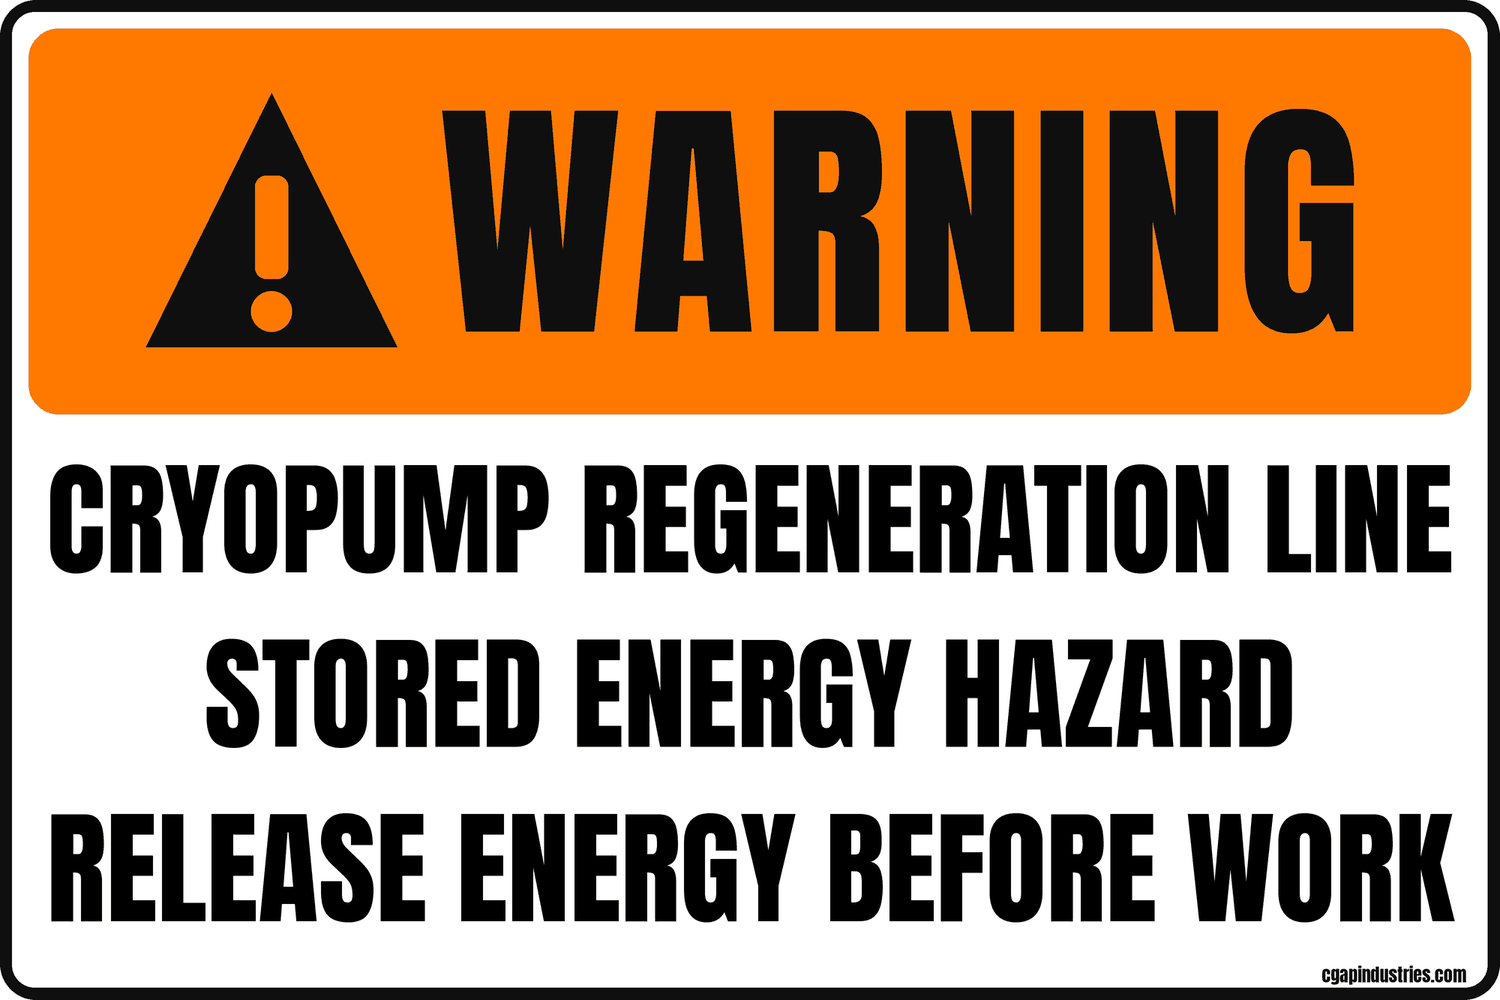 WARNING
CRYOPUMP REGENERATION LINE
STORED ENERGY HAZARD
RELEASE ENERGY BEFORE WORK
cgapindustries.com